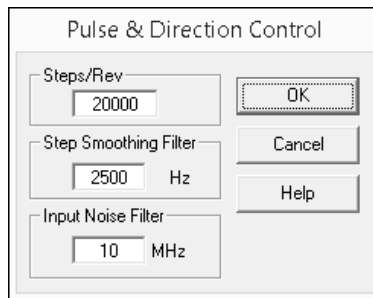 Pulse & Direction Control
Steps/Rev
20000
OK
Step Smoothing Filter
2500 Hz
Cancel
Help
Input Noise Filter
10 MHz